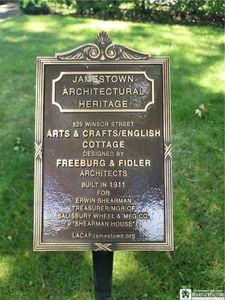 JAMESTOWN
ARCHITECTURAL
HERITAGE
629 WINSOR STREET
ARTS & CRAFTS/ENGLISH
COTTAGE
DESIGNED BY
FREEBURG & FIDLER
ARCHITECTS
BUILT IN 1911
FOR
ERWIN SHEARMAN
TREASURER/MGR OF
SALISBURY WHEEL & MFG CO
"SHEARMAN HOUSE"
LACAPJamestown.org